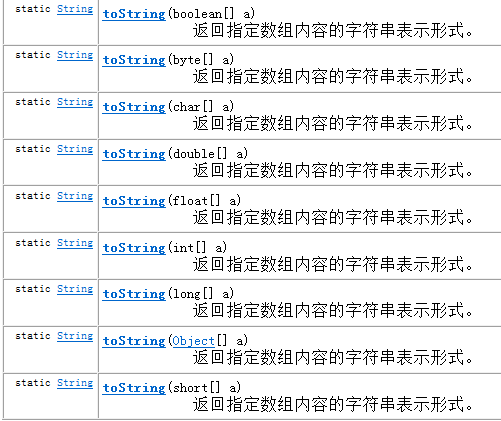 static String toString(boolean[] a)
返回指定数组内容的字符串表示形式。
static String toString(byte[] a)
返回指定数组内容的字符串表示形式。
static String toString(char[] a)
返回指定数组内容的字符串表示形式。
static String toString(double[] a)
返回指定数组内容的字符串表示形式。
static String toString(float[] a)
返回指定数组内容的字符串表示形式。
static String toString(int[] a)
返回指定数组内容的字符串表示形式。
static String toString(long[] a)
返回指定数组内容的字符串表示形式。
static String toString(Object[] a)
返回指定数组内容的字符串表示形式。
static String toString(short[] a)
返回指定数组内容的字符串表示形式。